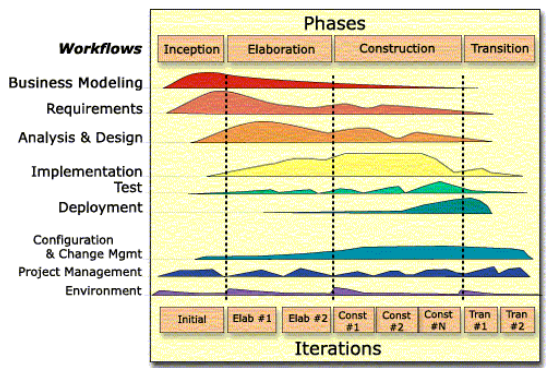 Phases
Workflows
Inception
Elaboration
Construction
Transition
Business Modeling
Requirements
Analysis & Design
Implementation
Test
Deployment
Configuration
& Change Mgmt
Project Management
Environment
Initial
Elab #1
Elab #2
Const
#1
Const
#2
Const
#N
Tran
#1
Tran
#2
Iterations